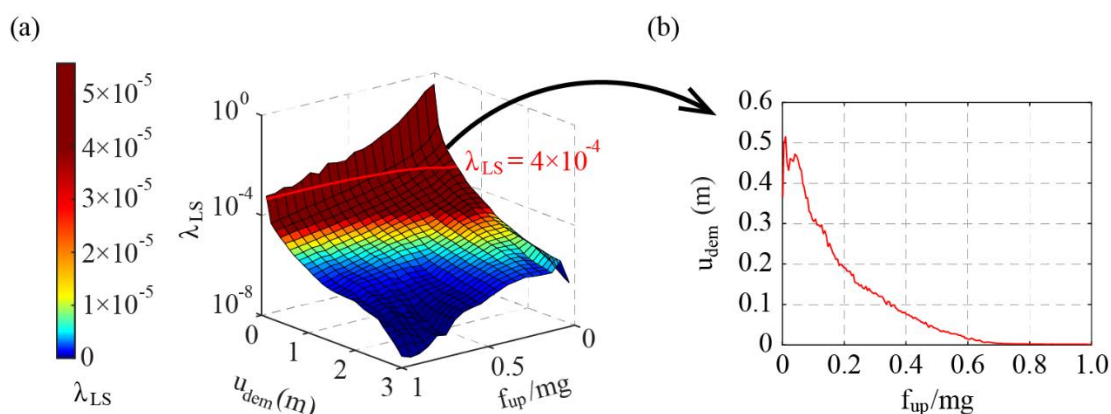 (a)
5×10⁻⁵
4×10⁻⁵
3×10⁻⁵
2×10⁻⁵
1×10⁻⁵
0
λLS
10⁰
10⁻⁴
10⁻⁸
λLS
0
1
2
3
udem(m)
1
0.5
0
fup/mg
λLS = 4×10⁻⁴
(b)
0.6
0.5
0.4
0.3
0.2
0.1
0
udem (m)
0 0.2 0.4 0.6 0.8 1.0
fup/mg